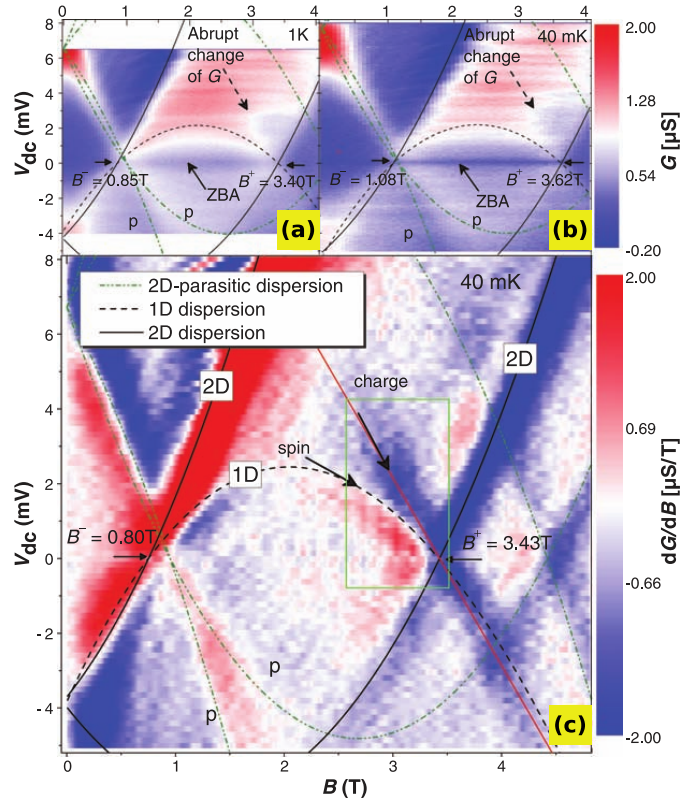 0 1 2 3 4
0 1 2 3 4
8
6
4
2
0
-2
-4
V_dc (mV)
Abrupt
change
of G
1K
B⁻ = 0.85T
B⁺ = 3.40T
ZBA
p
p
(a)
Abrupt
change
of G
40 mK
B⁻ = 1.08T
B⁺ = 3.62T
ZBA
p
p
(b)
2.00
1.28
0.54
-0.20
G [µS]
8
6
4
2
0
-2
-4
V_dc (mV)
2D-parasitic dispersion
1D dispersion
2D dispersion
40 mK
2D
2D
charge
spin
1D
B⁻ = 0.80T
B⁺ = 3.43T
p
p
(c)
0 1 2 3 4
B (T)
2.00
0.69
-0.66
-2.00
dG/dB [µS/T]